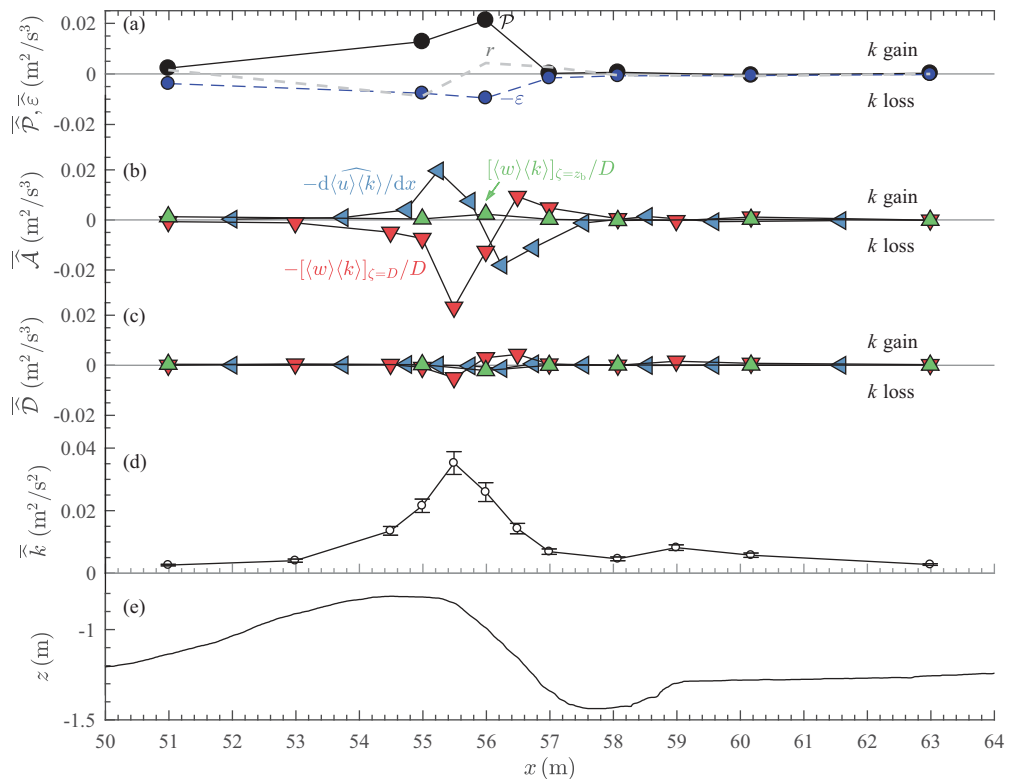 (a)
0.02
0
-0.02
𝒫̂̅, ε̂̅ (m²/s³)
𝒫
r
−ε
k gain
k loss
(b)
0.02
0
-0.02
𝒜̂̅ (m²/s³)
−d⟨u⟩⟨k⟩̂/dx
[⟨w⟩⟨k⟩]ζ=z_b/D
−[⟨w⟩⟨k⟩]ζ=D/D
k gain
k loss
(c)
0.02
0
-0.02
𝒟̂̅ (m²/s³)
k gain
k loss
(d)
0.04
0.02
0
k̂̅ (m²/s²)
(e)
-1
-1.5
z (m)
50 51 52 53 54 55 56 57 58 59 60 61 62 63 64
x (m)